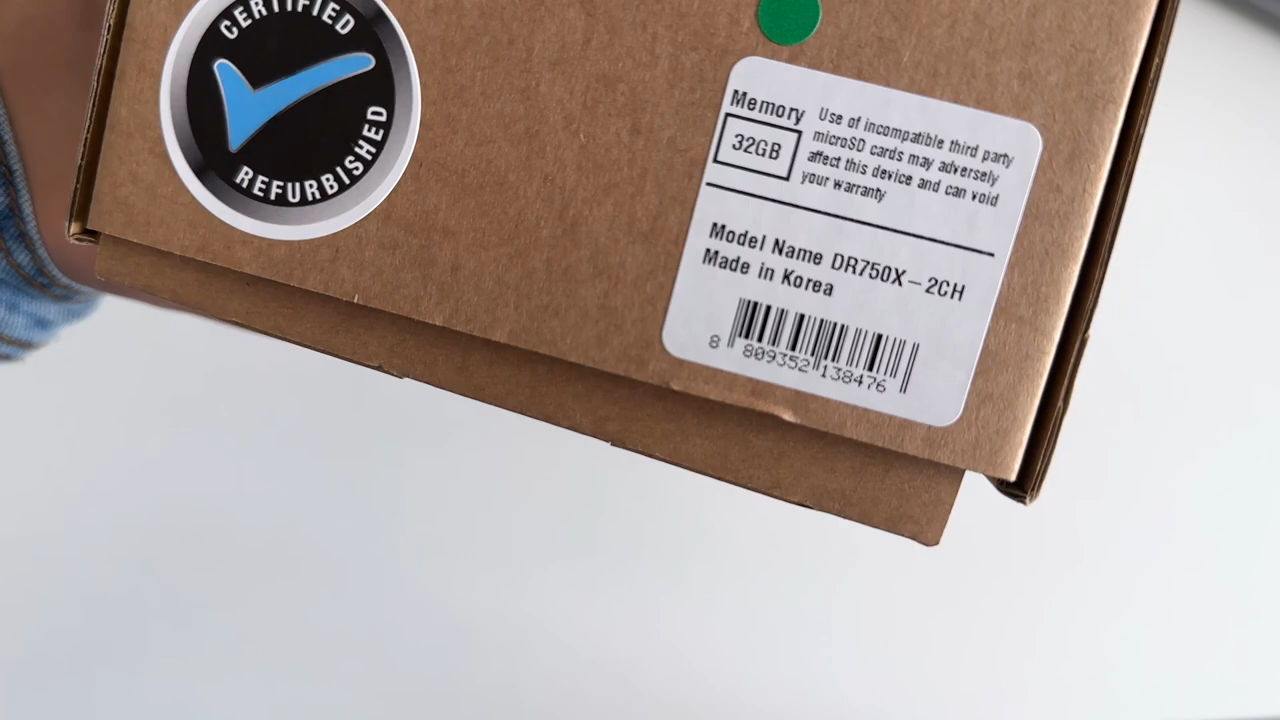 CERTIFIED
REFURBISHED
Memory
32GB
Use of incompatible third party
microSD cards may adversely
affect this device and can void
your warranty
Model Name DR750X-2CH
Made in Korea
8 809352 138476